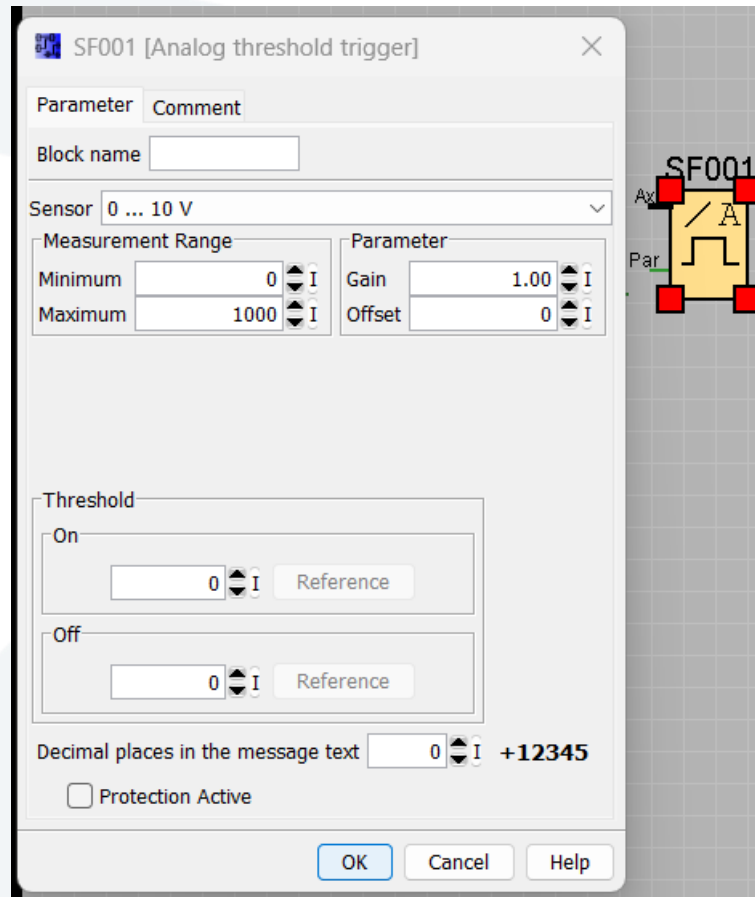 SF001 [Analog threshold trigger]
Parameter Comment
Block name
Sensor 0 ... 10 V
Measurement Range
Minimum 0 I
Maximum 1000 I
Parameter
Gain 1.00 I
Offset 0 I
Threshold
On
0 I Reference
Off
0 I Reference
Decimal places in the message text 0 I +12345
Protection Active
OK Cancel Help
SF001
Ax
A
Par